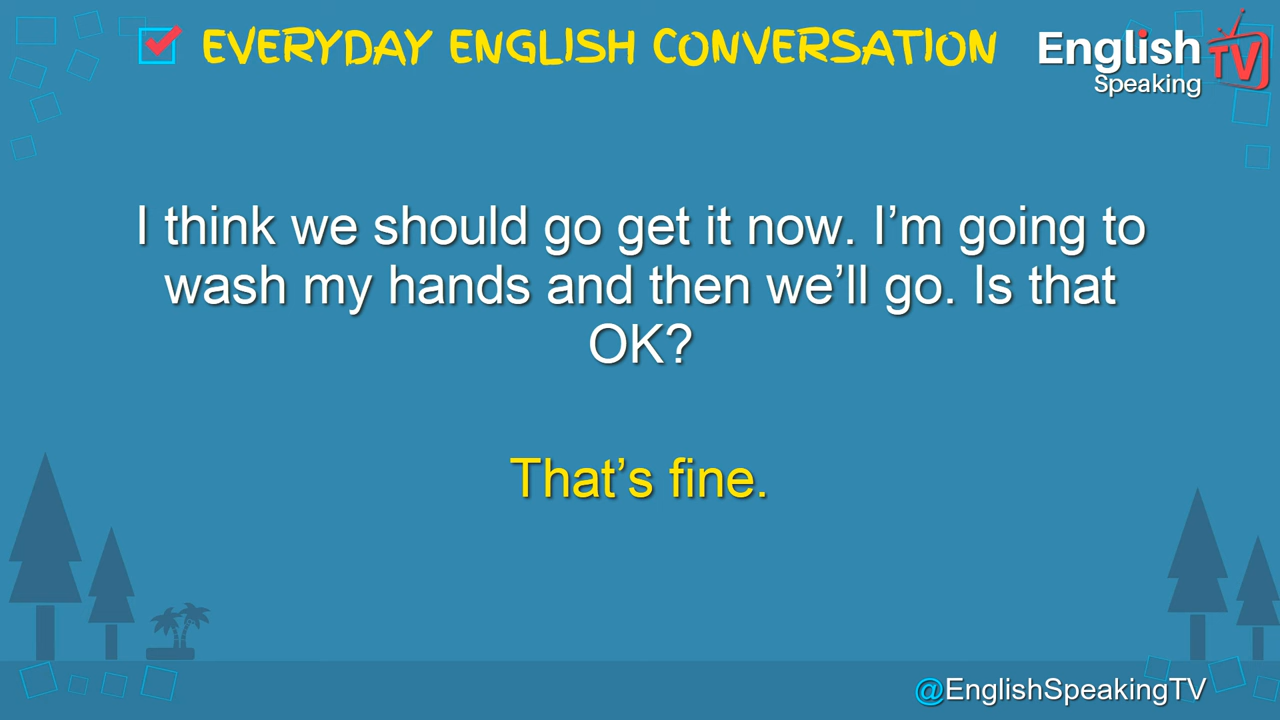 EVERYDAY ENGLISH CONVERSATION
English
Speaking
TV
I think we should go get it now. I’m going to
wash my hands and then we’ll go. Is that
OK?
That’s fine.
@EnglishSpeakingTV